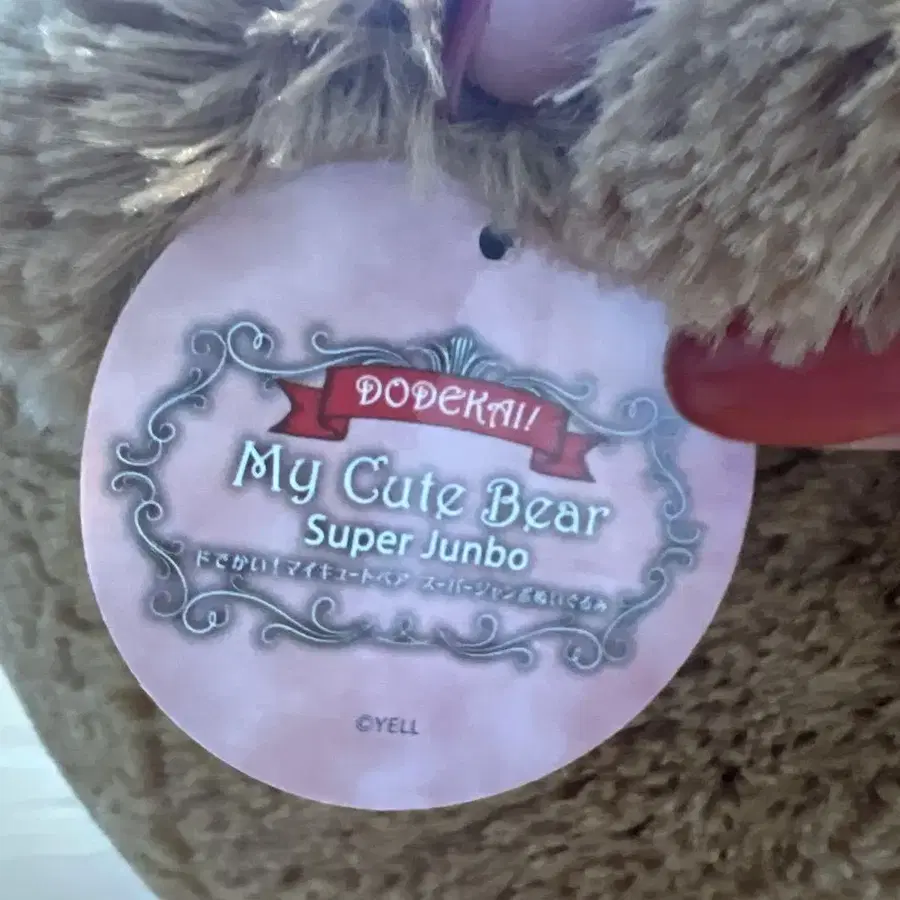 DODEKAI!
My Cute Bear
Super Junbo
ドでかい！マイキュートベア スーパージャンボぬいぐるみ
©YELL